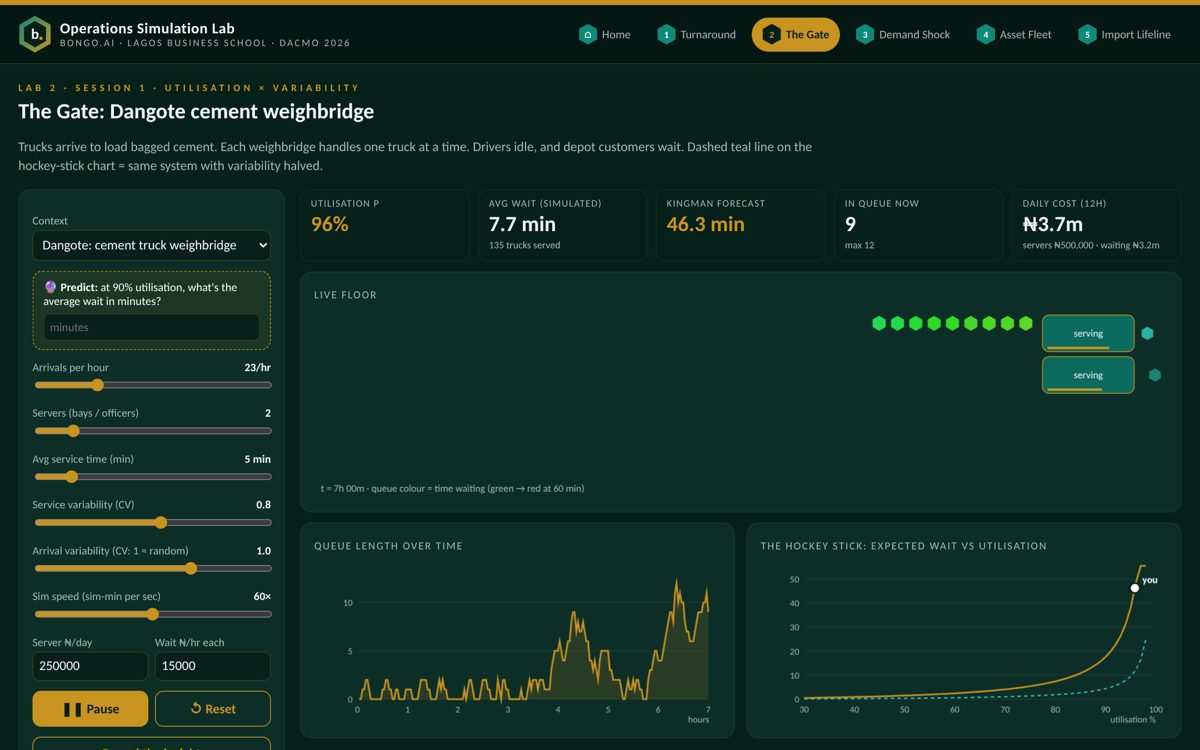 b.
Operations Simulation Lab
BONGO.AI · LAGOS BUSINESS SCHOOL · DACMO 2026
Home
1 Turnaround
2 The Gate
3 Demand Shock
4 Asset Fleet
5 Import Lifeline
LAB 2 · SESSION 1 · UTILISATION × VARIABILITY
The Gate: Dangote cement weighbridge
Trucks arrive to load bagged cement. Each weighbridge handles one truck at a time. Drivers idle, and depot customers wait. Dashed teal line on the
hockey-stick chart = same system with variability halved.
Context
Dangote: cement truck weighbridge
🔮 Predict: at 90% utilisation, what's the
average wait in minutes?
minutes
Arrivals per hour 23/hr
Servers (bays / officers) 2
Avg service time (min) 5 min
Service variability (CV) 0.8
Arrival variability (CV: 1 = random) 1.0
Sim speed (sim-min per sec) 60×
Server ₦/day Wait ₦/hr each
250000 15000
❚❚ Pause ↺ Reset
UTILISATION Ρ
96%
AVG WAIT (SIMULATED)
7.7 min
135 trucks served
KINGMAN FORECAST
46.3 min
IN QUEUE NOW
9
max 12
DAILY COST (12H)
₦3.7m
servers ₦500,000 · waiting ₦3.2m
LIVE FLOOR
serving
serving
t = 7h 00m · queue colour = time waiting (green → red at 60 min)
QUEUE LENGTH OVER TIME
10
5
0
0 1 2 3 4 5 6 7
hours
THE HOCKEY STICK: EXPECTED WAIT VS UTILISATION
you
50
40
30
20
10
0
30 40 50 60 70 80 90 100
utilisation %